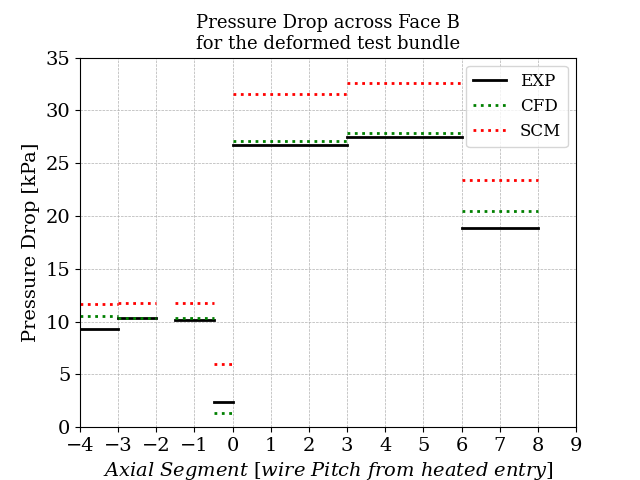 Pressure Drop across Face B
for the deformed test bundle
Pressure Drop [kPa]
35
30
25
20
15
10
5
0
EXP
CFD
SCM
−4 −3 −2 −1 0 1 2 3 4 5 6 7 8 9
Axial Segment [wire Pitch from heated entry]